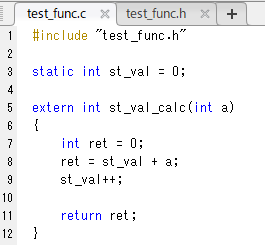 test_func.c × test_func.h × +
1 #include "test_func.h"
2
3 static int st_val = 0;
4
5 extern int st_val_calc(int a)
6 {
7     int ret = 0;
8     ret = st_val + a;
9     st_val++;
10
11     return ret;
12 }